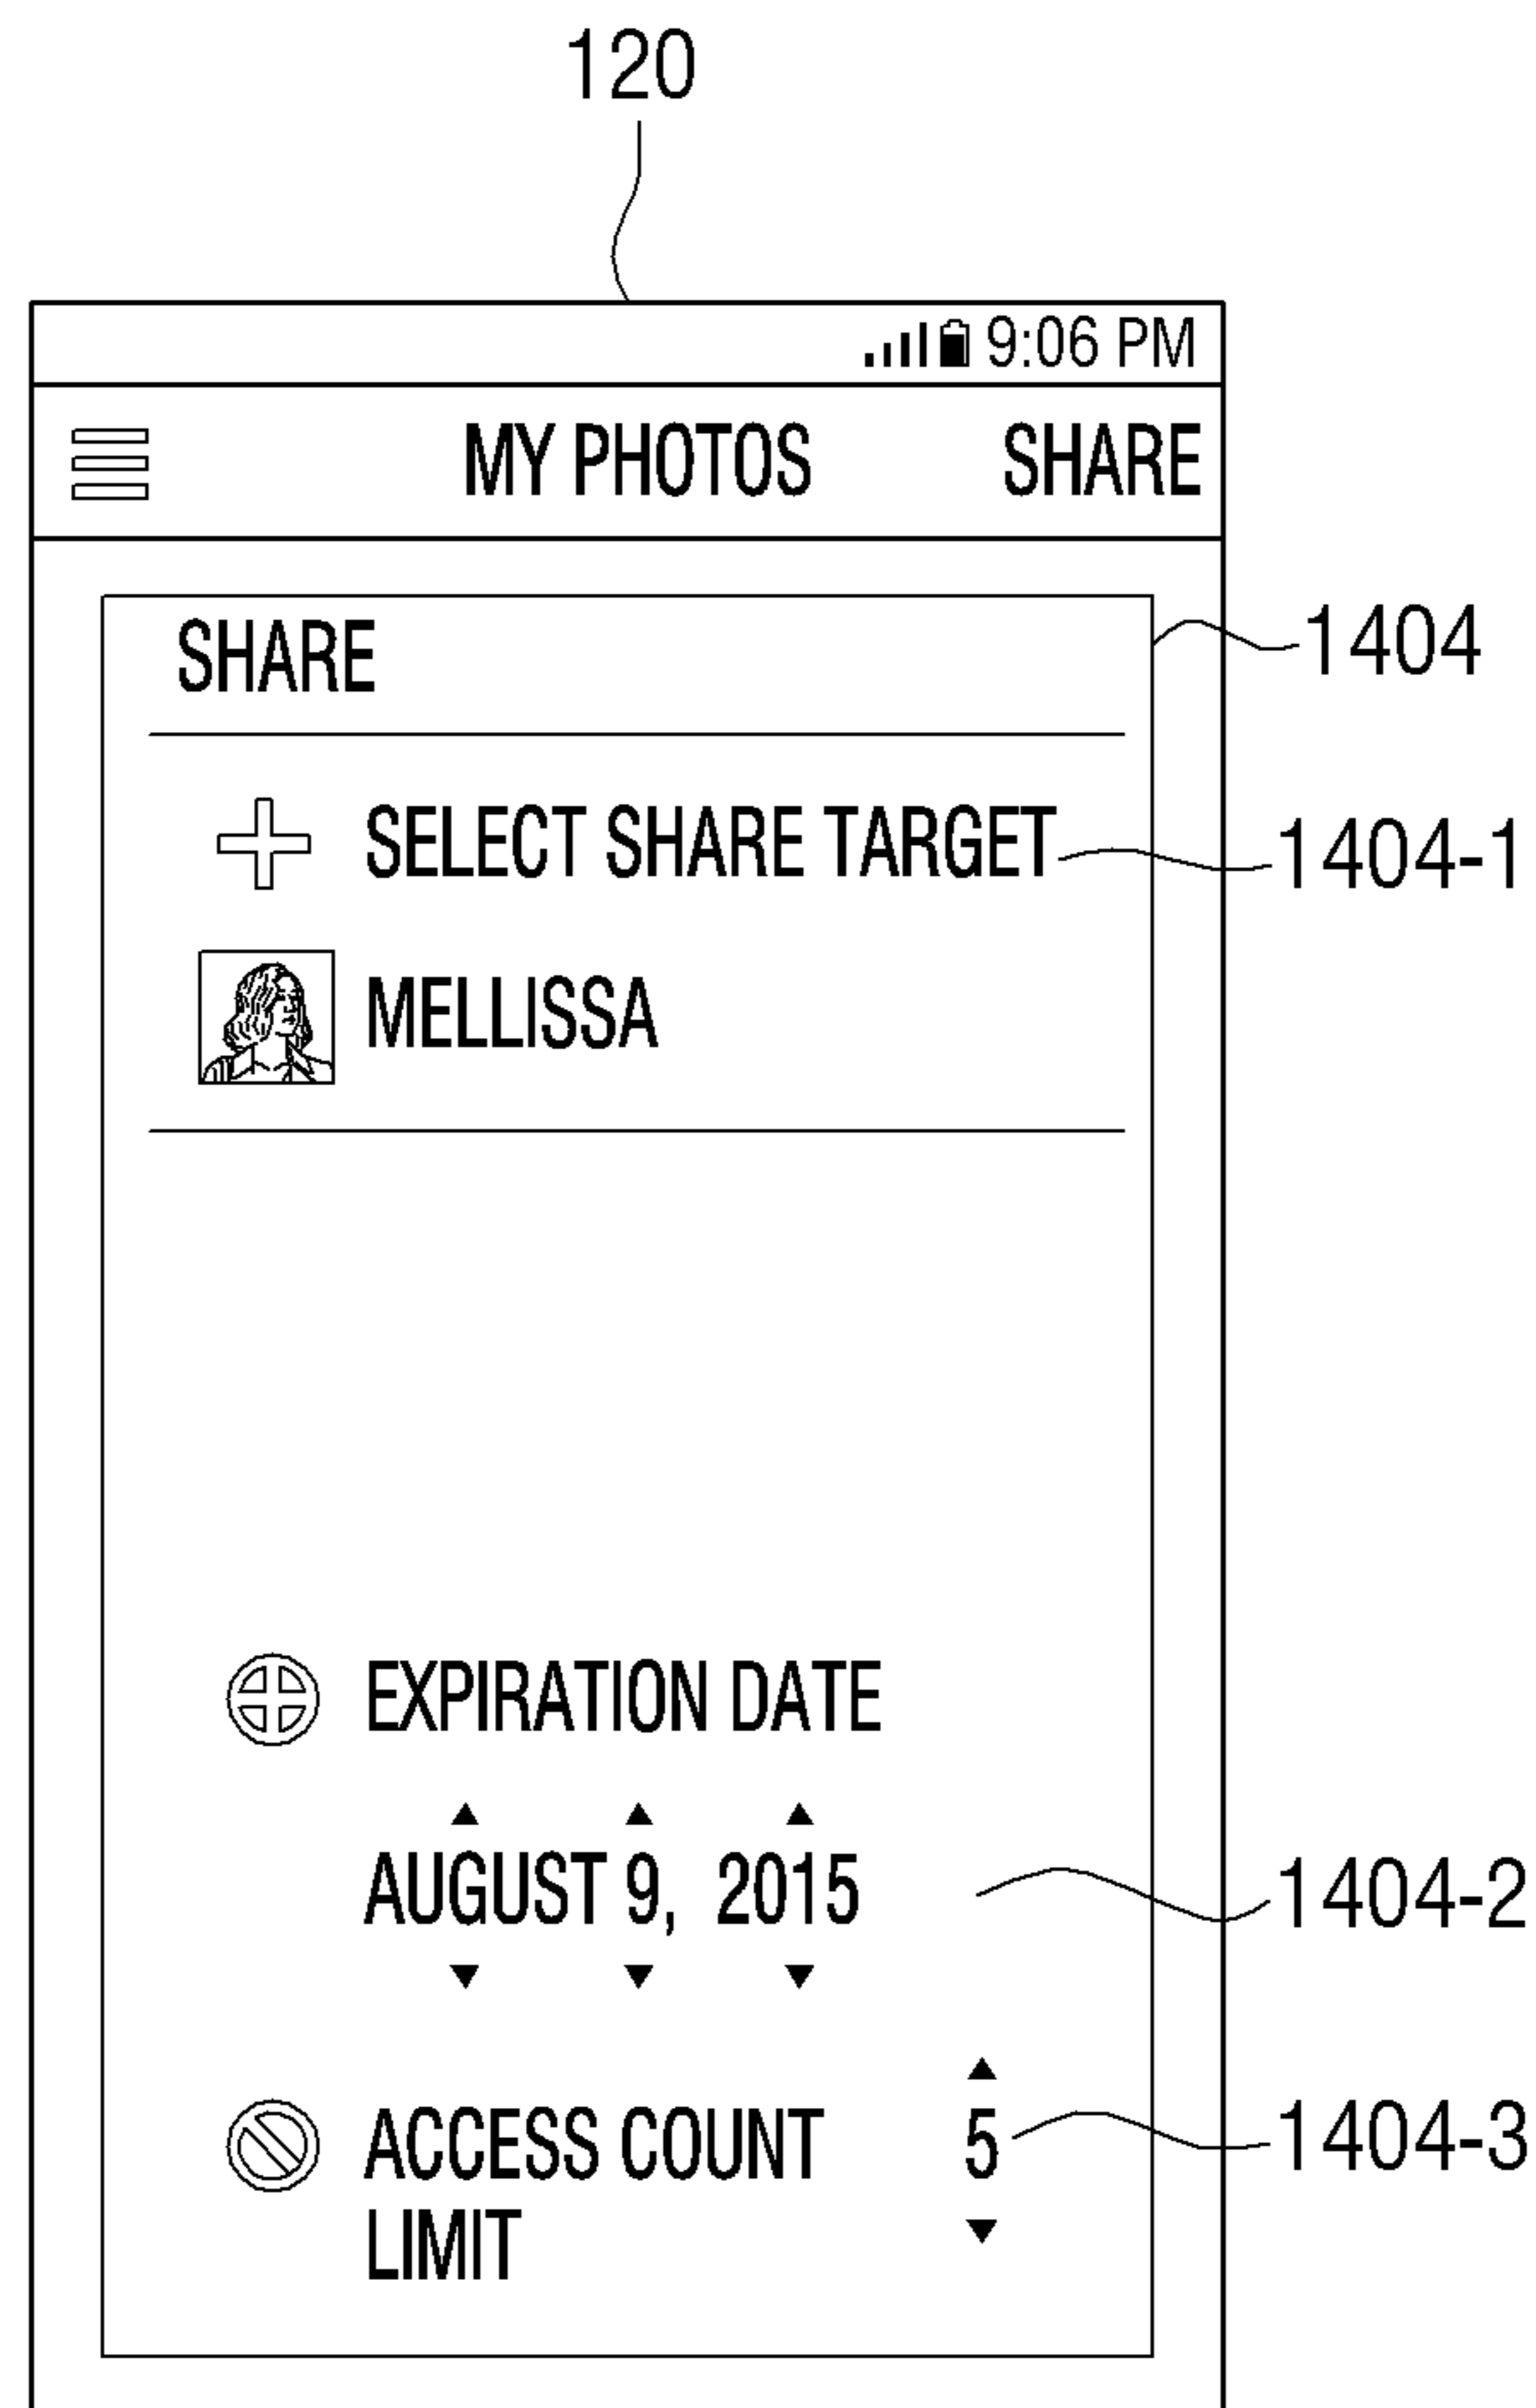 120
9:06 PM
MY PHOTOS SHARE
SHARE
1404
SELECT SHARE TARGET
1404-1
MELLISSA
EXPIRATION DATE
AUGUST 9, 2015
1404-2
ACCESS COUNT 5
1404-3
LIMIT